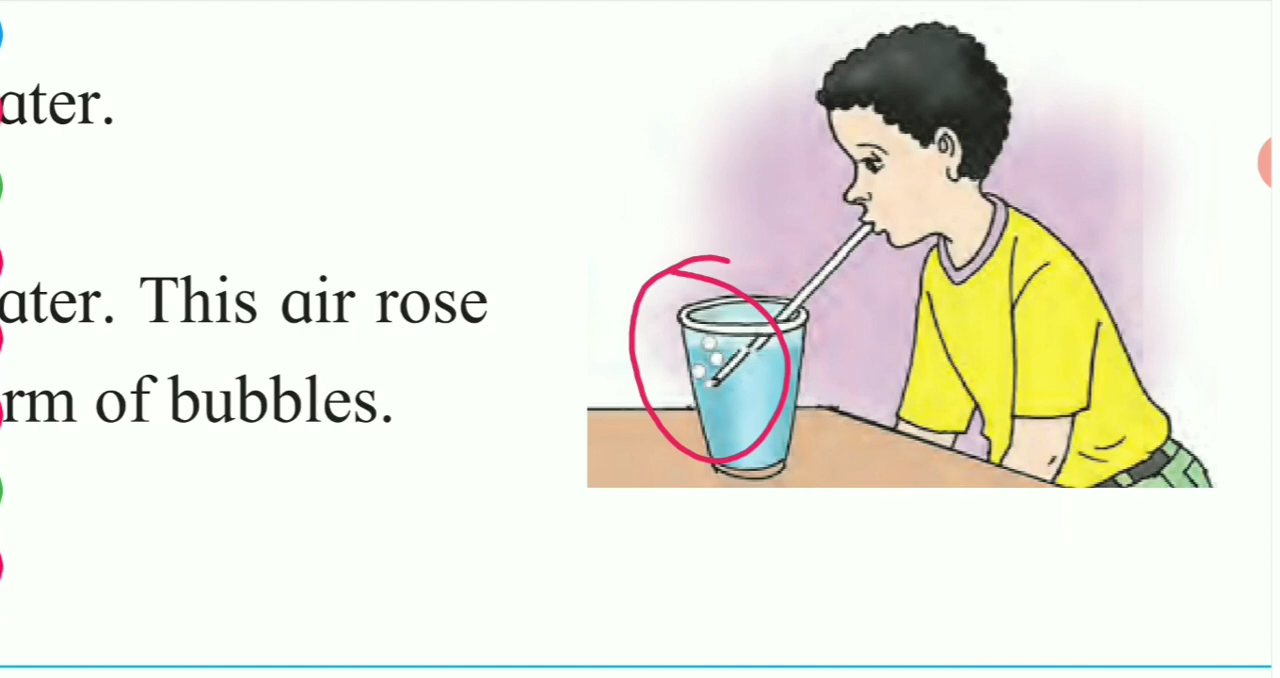 ater.
ater. This air rose
rm of bubbles.